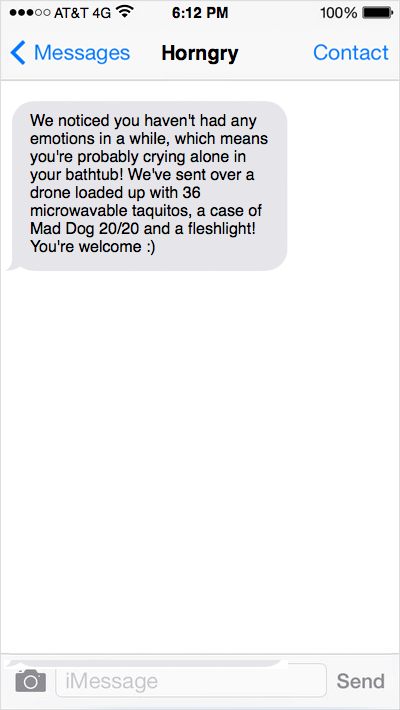 AT&T 4G 6:12 PM 100%
Messages Horngry Contact
We noticed you haven't had any
emotions in a while, which means
you're probably crying alone in
your bathtub! We've sent over a
drone loaded up with 36
microwavable taquitos, a case of
Mad Dog 20/20 and a fleshlight!
You're welcome :)
iMessage Send